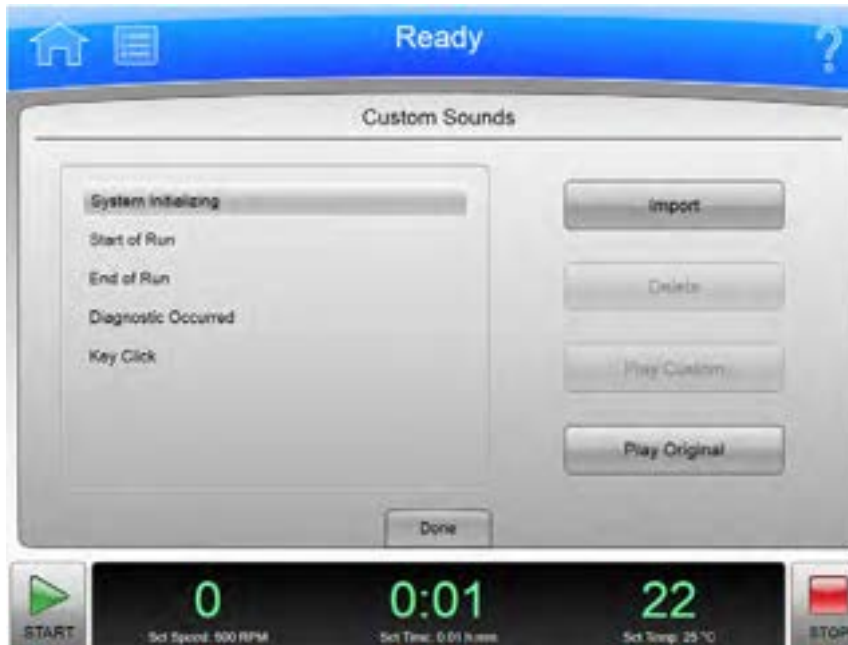 Ready
?
Custom Sounds
System Initializing
Start of Run
End of Run
Diagnostic Occurred
Key Click
Import
Delete
Play Custom
Play Original
Done
START
0
Set Speed: 500 RPM
0:01
Set Time: 0:01 h:mm
22
Set Temp: 25 °C
STOP